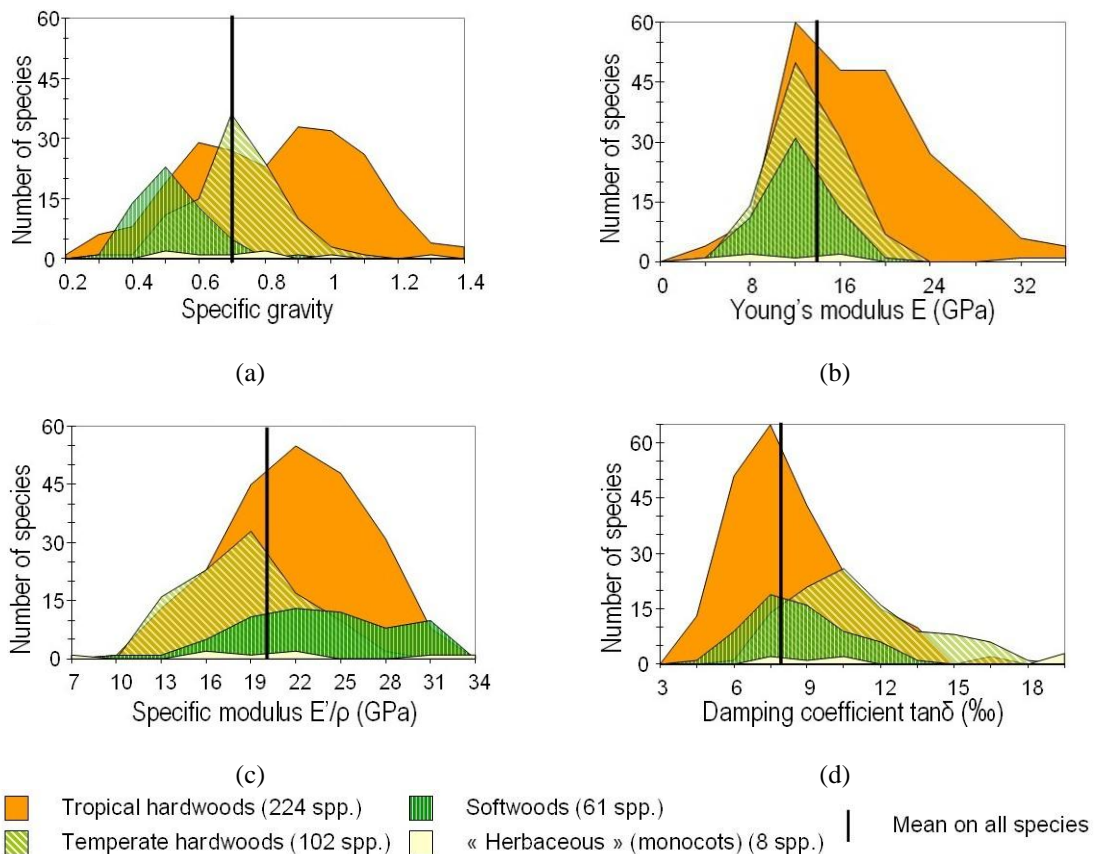 60
45
30
15
0
Number of species
0.2 0.4 0.6 0.8 1 1.2 1.4
Specific gravity
(a)
60
45
30
15
0
Number of species
0 8 16 24 32
Young's modulus E (GPa)
(b)
60
45
30
15
0
Number of species
7 10 13 16 19 22 25 28 31 34
Specific modulus E'/ρ (GPa)
(c)
60
45
30
15
0
Number of species
3 6 9 12 15 18
Damping coefficient tanδ (‰)
(d)
Tropical hardwoods (224 spp.)
Temperate hardwoods (102 spp.)
Softwoods (61 spp.)
« Herbaceous » (monocots) (8 spp.)
Mean on all species